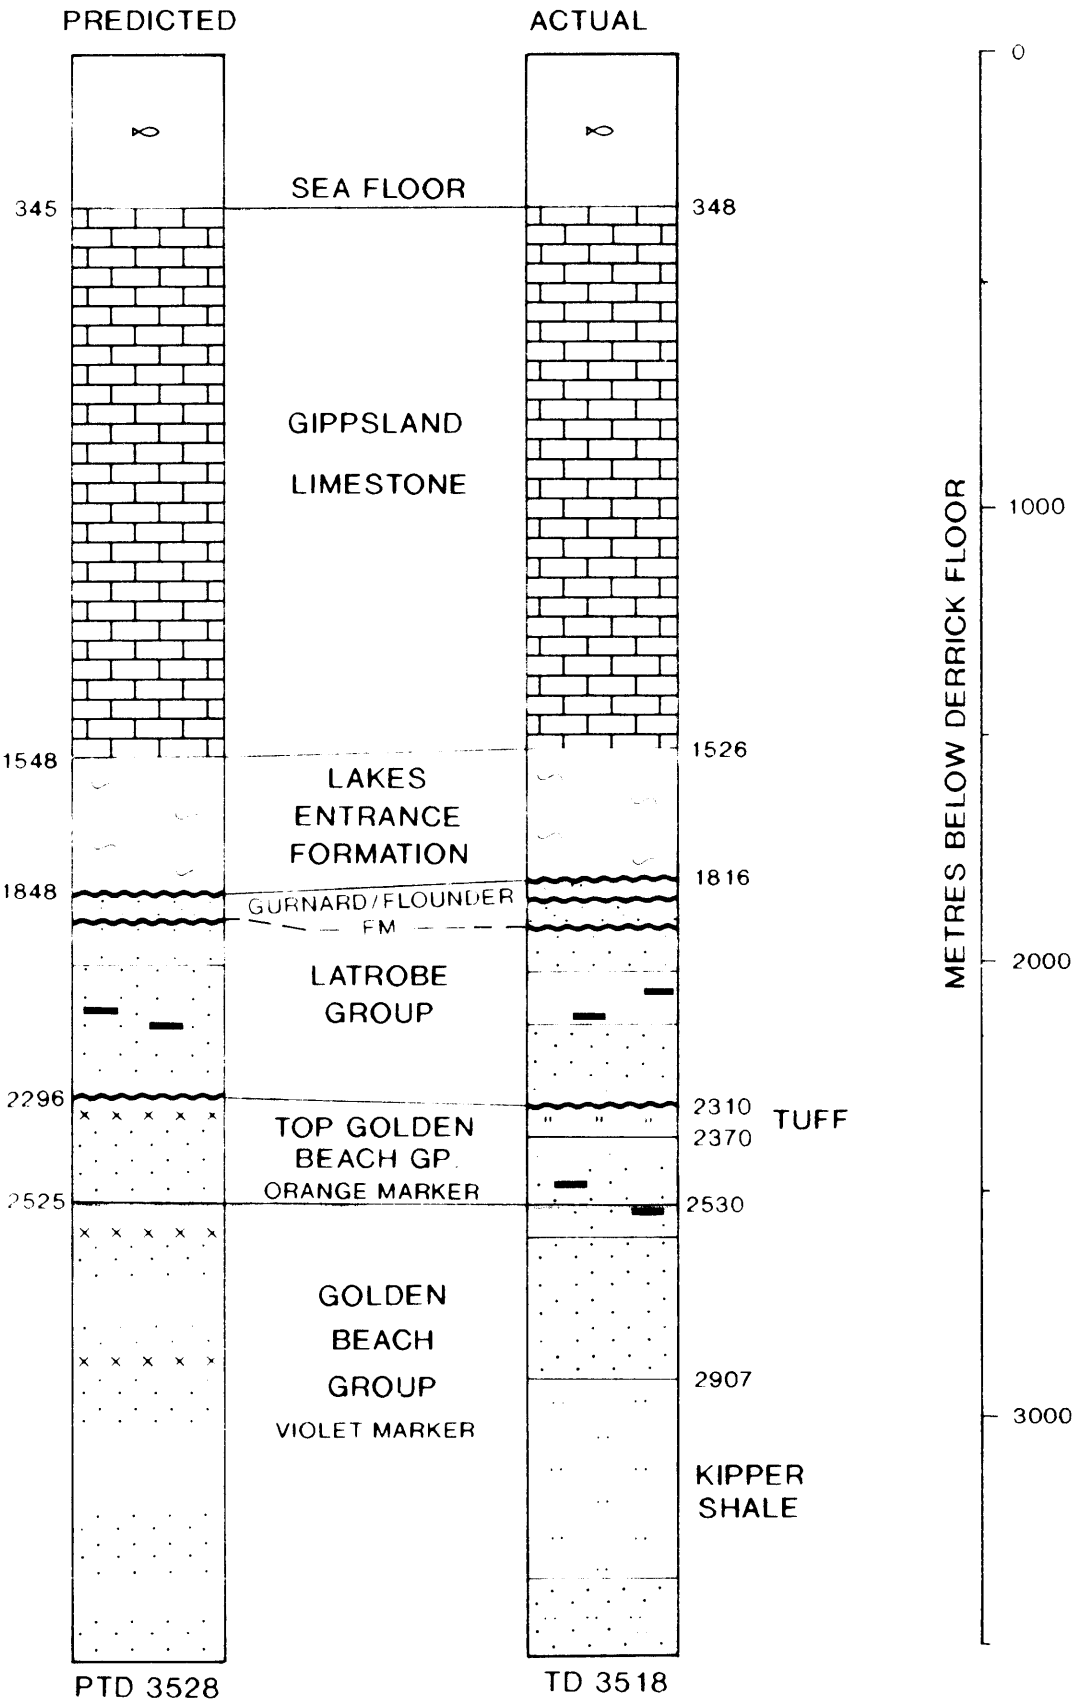 PREDICTED
ACTUAL
0
SEA FLOOR
345
348
GIPPSLAND
LIMESTONE
1000
METRES BELOW DERRICK FLOOR
1548
1526
LAKES
ENTRANCE
FORMATION
1848
1816
GURNARD/FLOUNDER
FM
2000
LATROBE
GROUP
2296
2310
TUFF
TOP GOLDEN
2370
BEACH GP.
ORANGE MARKER
2525
2530
GOLDEN
BEACH
GROUP
2907
VIOLET MARKER
3000
KIPPER
SHALE
PTD 3528
TD 3518